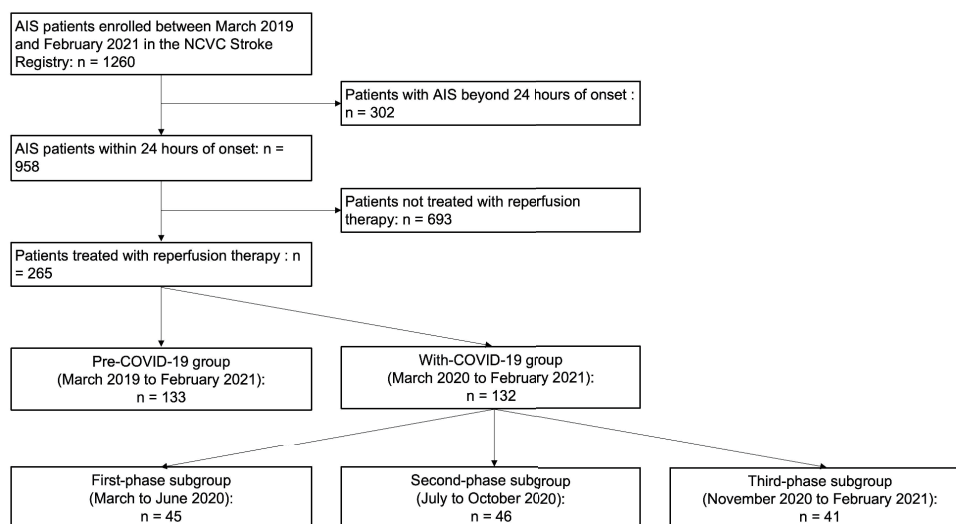 AIS patients enrolled between March 2019
and February 2021 in the NCVC Stroke
Registry: n = 1260
Patients with AIS beyond 24 hours of onset :
n = 302
AIS patients within 24 hours of onset: n =
958
Patients not treated with reperfusion
therapy: n = 693
Patients treated with reperfusion therapy : n
= 265
Pre-COVID-19 group
(March 2019 to February 2021):
n = 133
With-COVID-19 group
(March 2020 to February 2021):
n = 132
First-phase subgroup
(March to June 2020):
n = 45
Second-phase subgroup
(July to October 2020):
n = 46
Third-phase subgroup
(November 2020 to February 2021):
n = 41